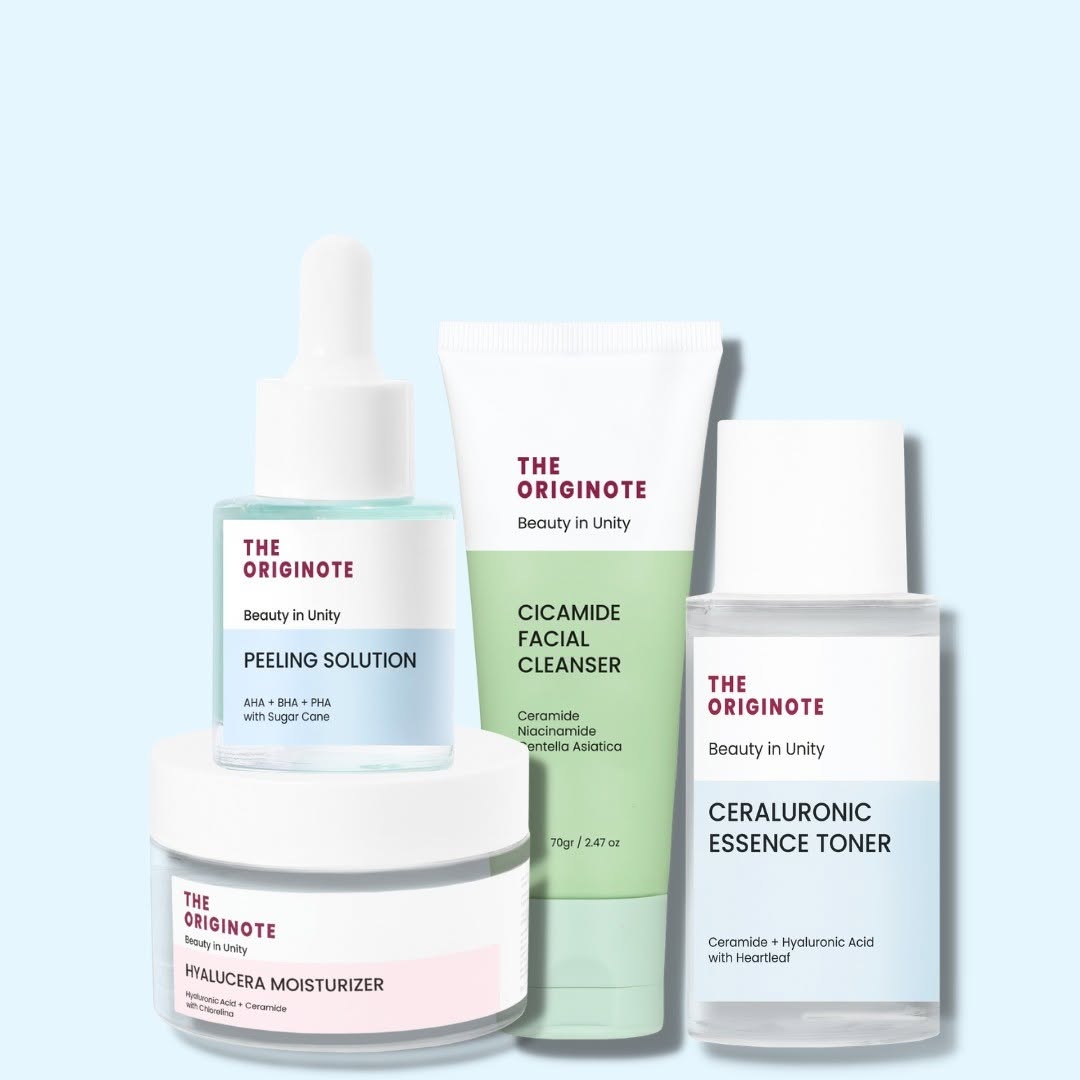 THE
ORIGINOTE
Beauty in Unity
PEELING SOLUTION
AHA + BHA + PHA
with Sugar Cane
THE
ORIGINOTE
Beauty in Unity
CICAMIDE
FACIAL
CLEANSER
Ceramide
Niacinamide
Centella Asiatica
70gr / 2.47 oz
THE
ORIGINOTE
Beauty in Unity
CERALURONIC
ESSENCE TONER
Ceramide + Hyaluronic Acid
with Heartleaf
THE
ORIGINOTE
Beauty in Unity
HYALUCERA MOISTURIZER
Hyaluronic Acid + Ceramide
with Chlorelina